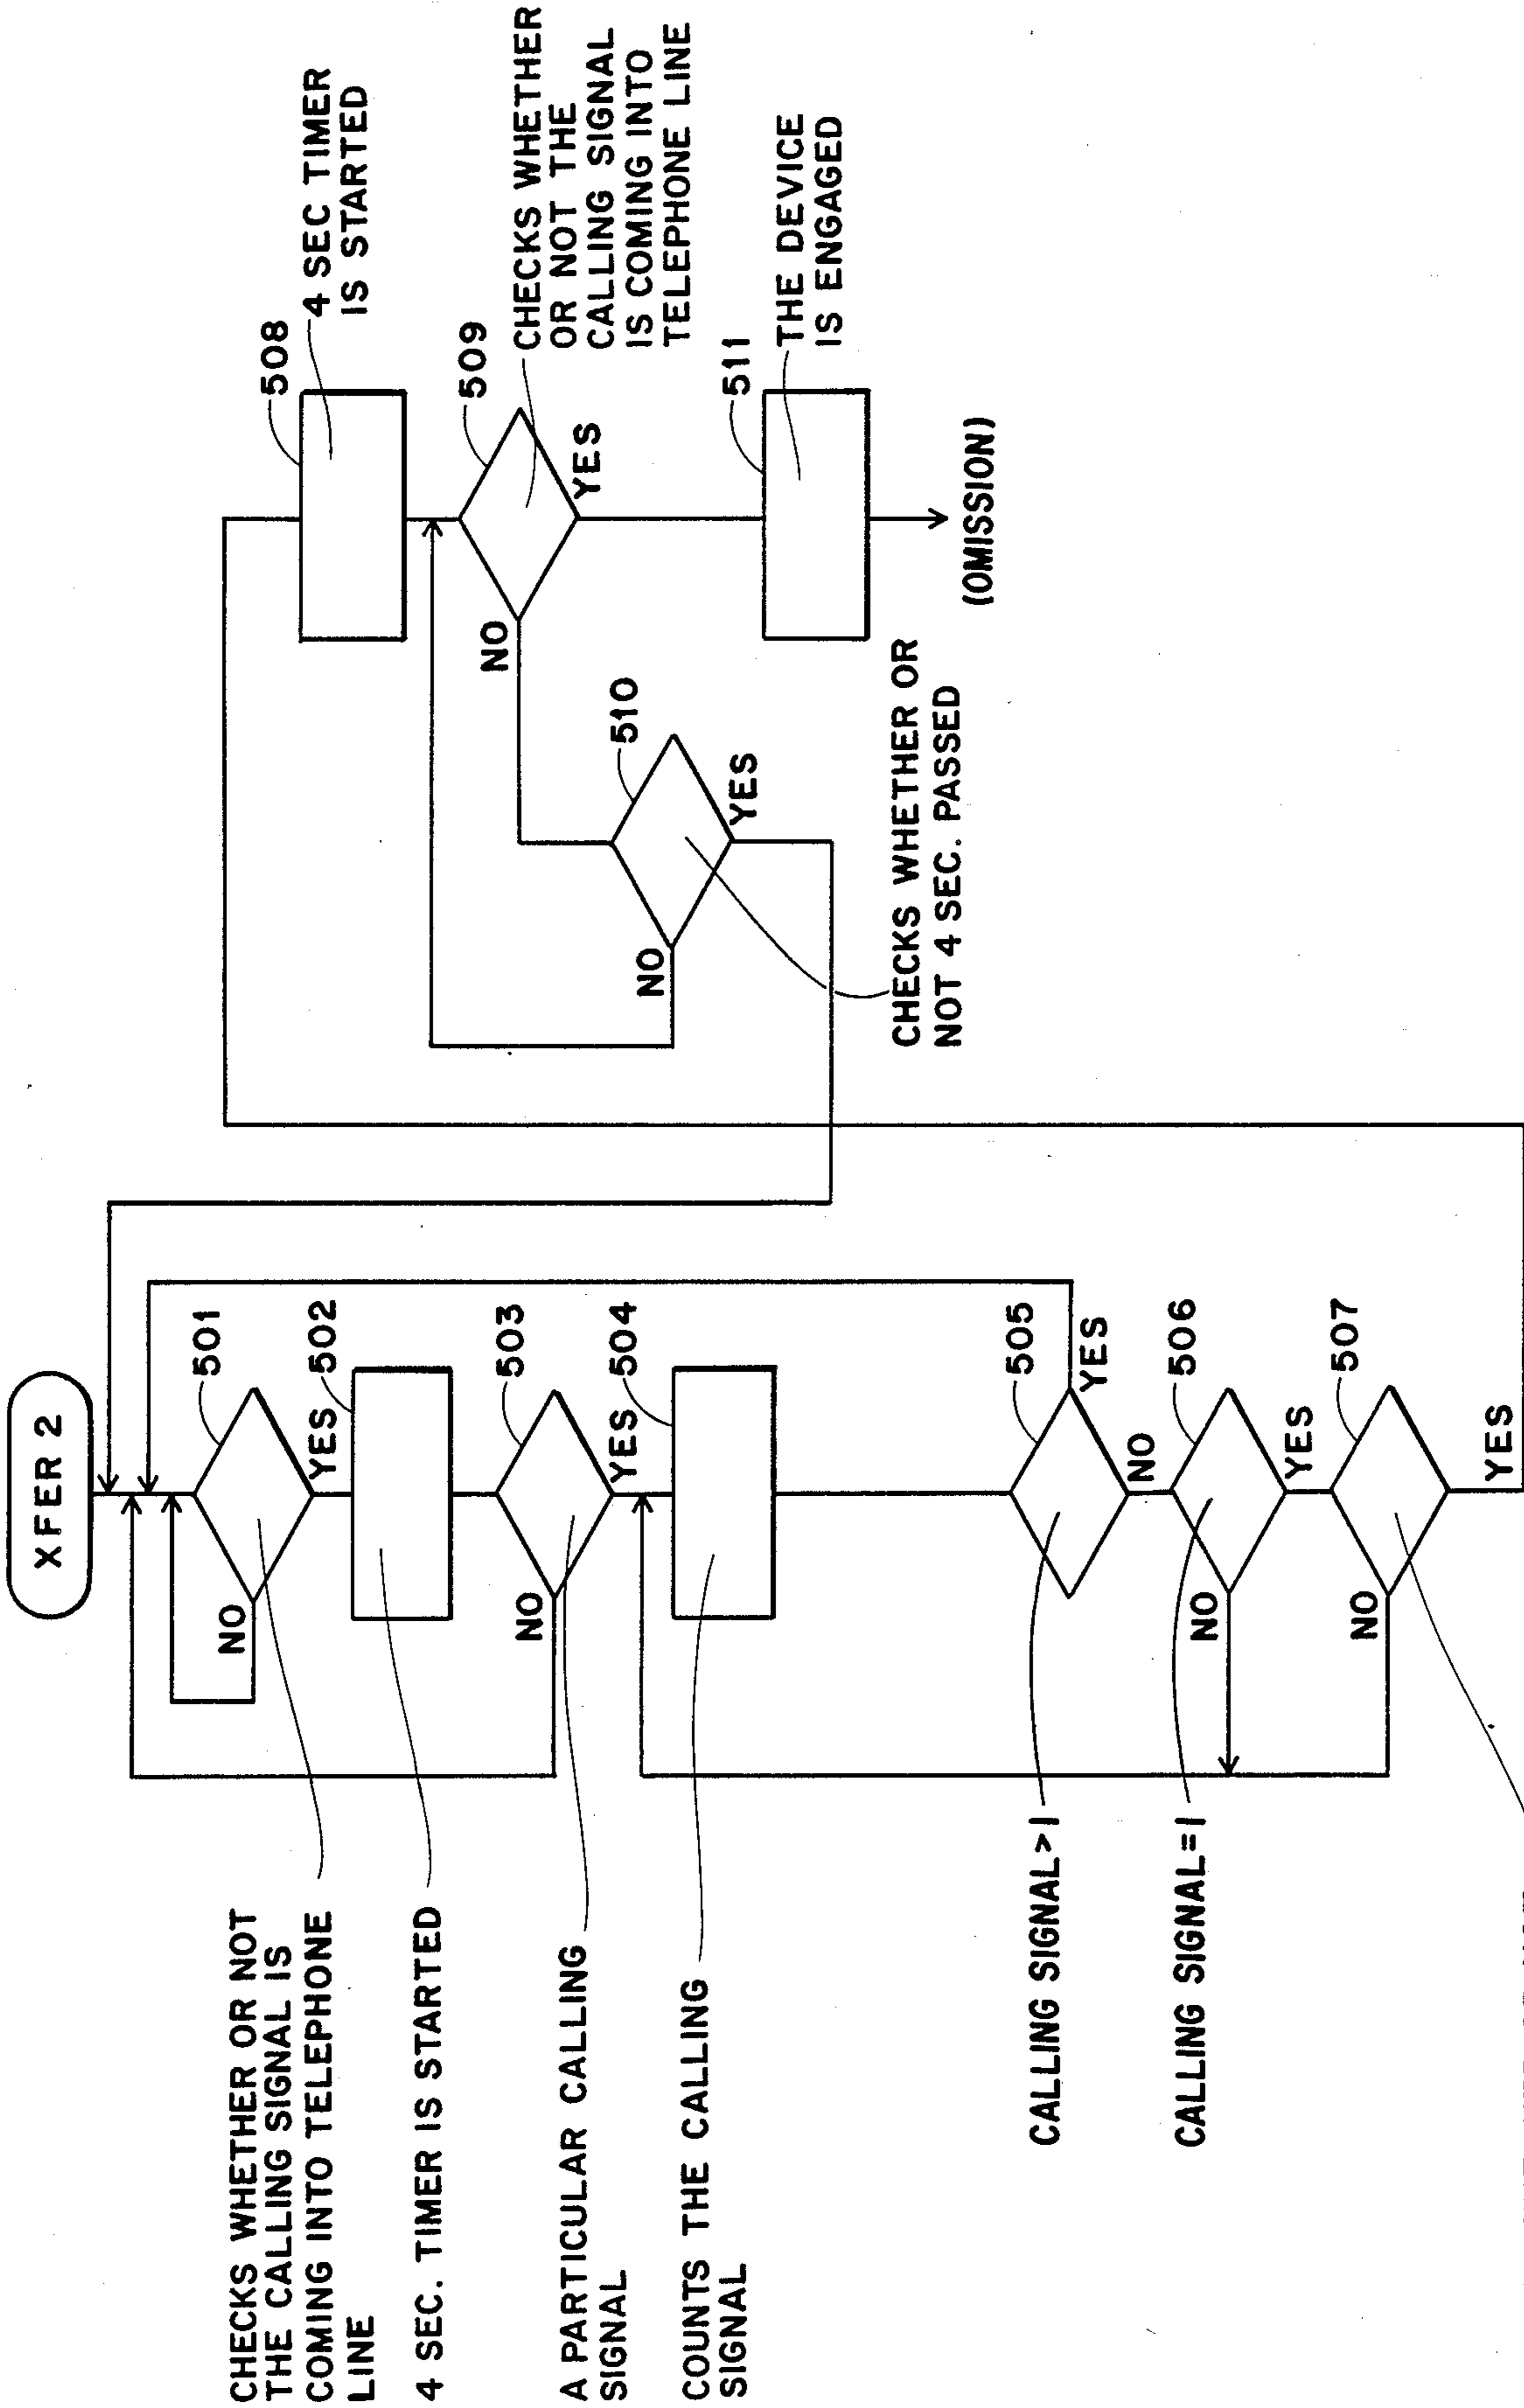 XFER 2
501
NO
YES
502
503
NO
YES
504
505
YES
NO
506
NO
YES
507
NO
YES
CHECKS WHETHER OR NOT
THE CALLING SIGNAL IS
COMING INTO TELEPHONE
LINE
4 SEC. TIMER IS STARTED
A PARTICULAR CALLING
SIGNAL
COUNTS THE CALLING
SIGNAL
CALLING SIGNAL>1
CALLING SIGNAL=1
508
4 SEC TIMER
IS STARTED
509
NO
YES
CHECKS WHETHER
OR NOT THE
CALLING SIGNAL
IS COMING INTO
TELEPHONE LINE
510
NO
YES
CHECKS WHETHER OR
NOT 4 SEC. PASSED
511
THE DEVICE
IS ENGAGED
(OMISSION)